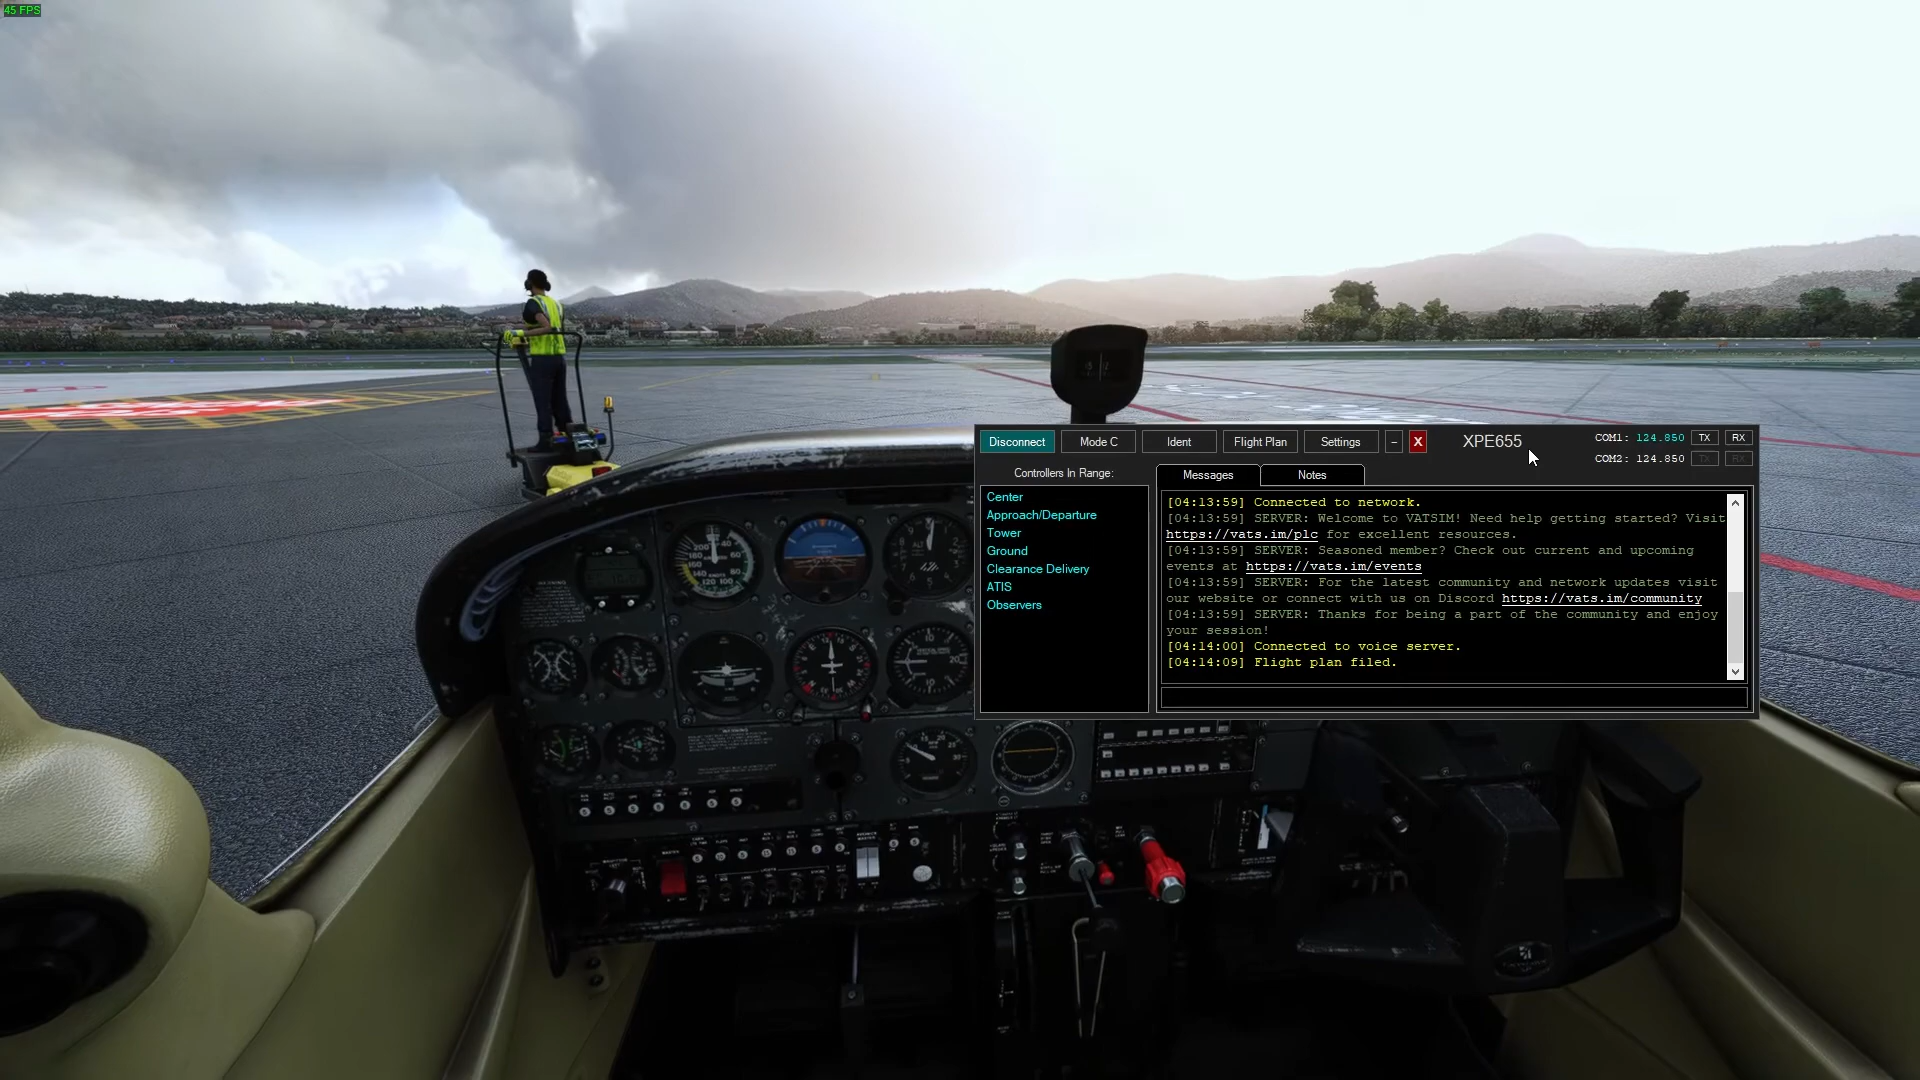 45 FPS
Disconnect
Mode C
Ident
Flight Plan
Settings
–
X
XPE655
COM1: 124.850 TX RX
COM2: 124.850 TX RX
Controllers In Range:
Center
Approach/Departure
Tower
Ground
Clearance Delivery
ATIS
Observers
Messages
Notes
[04:13:59] Connected to network.
[04:13:59] SERVER: Welcome to VATSIM! Need help getting started? Visit
https://vats.im/plc for excellent resources.
[04:13:59] SERVER: Seasoned member? Check out current and upcoming
events at https://vats.im/events
[04:13:59] SERVER: For the latest community and network updates visit
our website or connect with us on Discord https://vats.im/community
[04:13:59] SERVER: Thanks for being a part of the community and enjoy
your session!
[04:14:00] Connected to voice server.
[04:14:09] Flight plan filed.